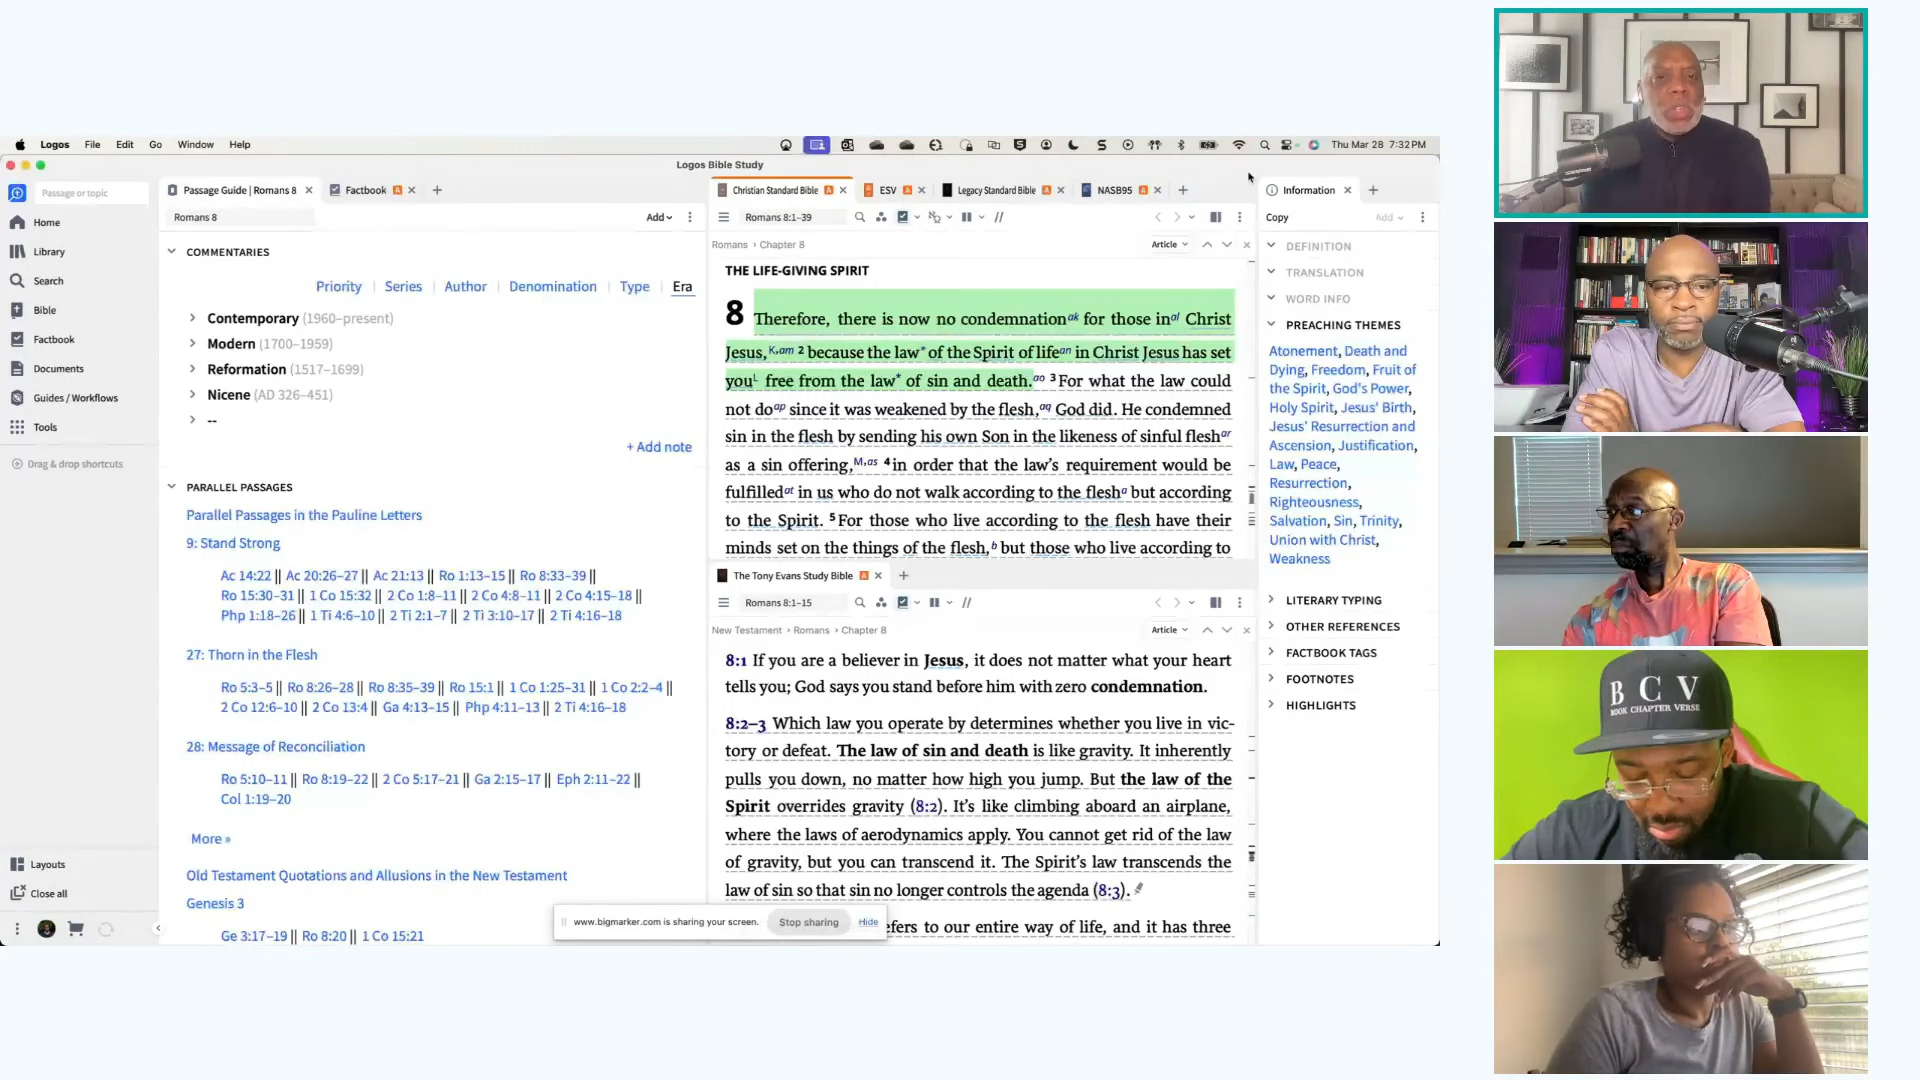 Logos File Edit View Go Window Help
Thu Mar 28 7:32 PM
Logos Bible Study
Passage or topic
Home
Library
Search
Bible
Factbook
Documents
Guides / Workflows
Tools
Drag & drop shortcuts
Layouts
Close all
Passage Guide | Romans 8
Factbook A
Romans 8
Add
COMMENTARIES
Priority Series Author Denomination Type Era
Contemporary (1960–present)
Modern (1700–1959)
Reformation (1517–1699)
Nicene (AD 326–451)
--
+ Add note
PARALLEL PASSAGES
Parallel Passages in the Pauline Letters
9: Stand Strong
Ac 14:22 || Ac 20:26–27 || Ac 21:13 || Ro 1:13–15 || Ro 8:33–39 ||
Ro 15:30–31 || 1 Co 15:32 || 2 Co 1:8–11 || 2 Co 4:8–11 || 2 Co 4:15–18 ||
Php 1:18–26 || 1 Ti 4:6–10 || 2 Ti 2:1–7 || 2 Ti 3:10–17 || 2 Ti 4:16–18
27: Thorn in the Flesh
Ro 5:3–5 || Ro 8:26–28 || Ro 8:35–39 || Ro 15:1 || 1 Co 1:25–31 || 1 Co 2:2–4 ||
2 Co 12:6–10 || 2 Co 13:4 || Ga 4:13–15 || Php 4:11–13 || 2 Ti 4:16–18
28: Message of Reconciliation
Ro 5:10–11 || Ro 8:19–22 || 2 Co 5:17–21 || Ga 2:15–17 || Eph 2:11–22 ||
Col 1:19–20
More »
Old Testament Quotations and Allusions in the New Testament
Genesis 3
Ge 3:17–19 || Ro 8:20 || 1 Co 15:21
Christian Standard Bible A
ESV A
Legacy Standard Bible A
NASB95 A
Romans 8:1–39
Romans › Chapter 8
Article
THE LIFE-GIVING SPIRIT
8 Therefore, there is now no condemnation ak for those in al Christ
Jesus, K,am 2 because the law * of the Spirit of life an in Christ Jesus has set
you L free from the law * of sin and death. ao 3 For what the law could
not do ap since it was weakened by the flesh, aq God did. He condemned
sin in the flesh by sending his own Son in the likeness of sinful flesh ar
as a sin offering, M,as 4 in order that the law’s requirement would be
fulfilled at in us who do not walk according to the flesh a but according
to the Spirit. 5 For those who live according to the flesh have their
minds set on the things of the flesh, b but those who live according to
The Tony Evans Study Bible A
Romans 8:1–15
New Testament › Romans › Chapter 8
Article
8:1 If you are a believer in Jesus, it does not matter what your heart
tells you; God says you stand before him with zero condemnation.
8:2–3 Which law you operate by determines whether you live in vic-
tory or defeat. The law of sin and death is like gravity. It inherently
pulls you down, no matter how high you jump. But the law of the
Spirit overrides gravity (8:2). It’s like climbing aboard an airplane,
where the laws of aerodynamics apply. You cannot get rid of the law
of gravity, but you can transcend it. The Spirit’s law transcends the
law of sin so that sin no longer controls the agenda (8:3).
efers to our entire way of life, and it has three
www.bigmarker.com is sharing your screen.
Stop sharing
Hide
Information
Copy
Add
DEFINITION
TRANSLATION
WORD INFO
PREACHING THEMES
Atonement, Death and
Dying, Freedom, Fruit of
the Spirit, God's Power,
Holy Spirit, Jesus' Birth,
Jesus' Resurrection and
Ascension, Justification,
Law, Peace,
Resurrection,
Righteousness,
Salvation, Sin, Trinity,
Union with Christ,
Weakness
LITERARY TYPING
OTHER REFERENCES
FACTBOOK TAGS
FOOTNOTES
HIGHLIGHTS
B C V
BOOK CHAPTER VERSE